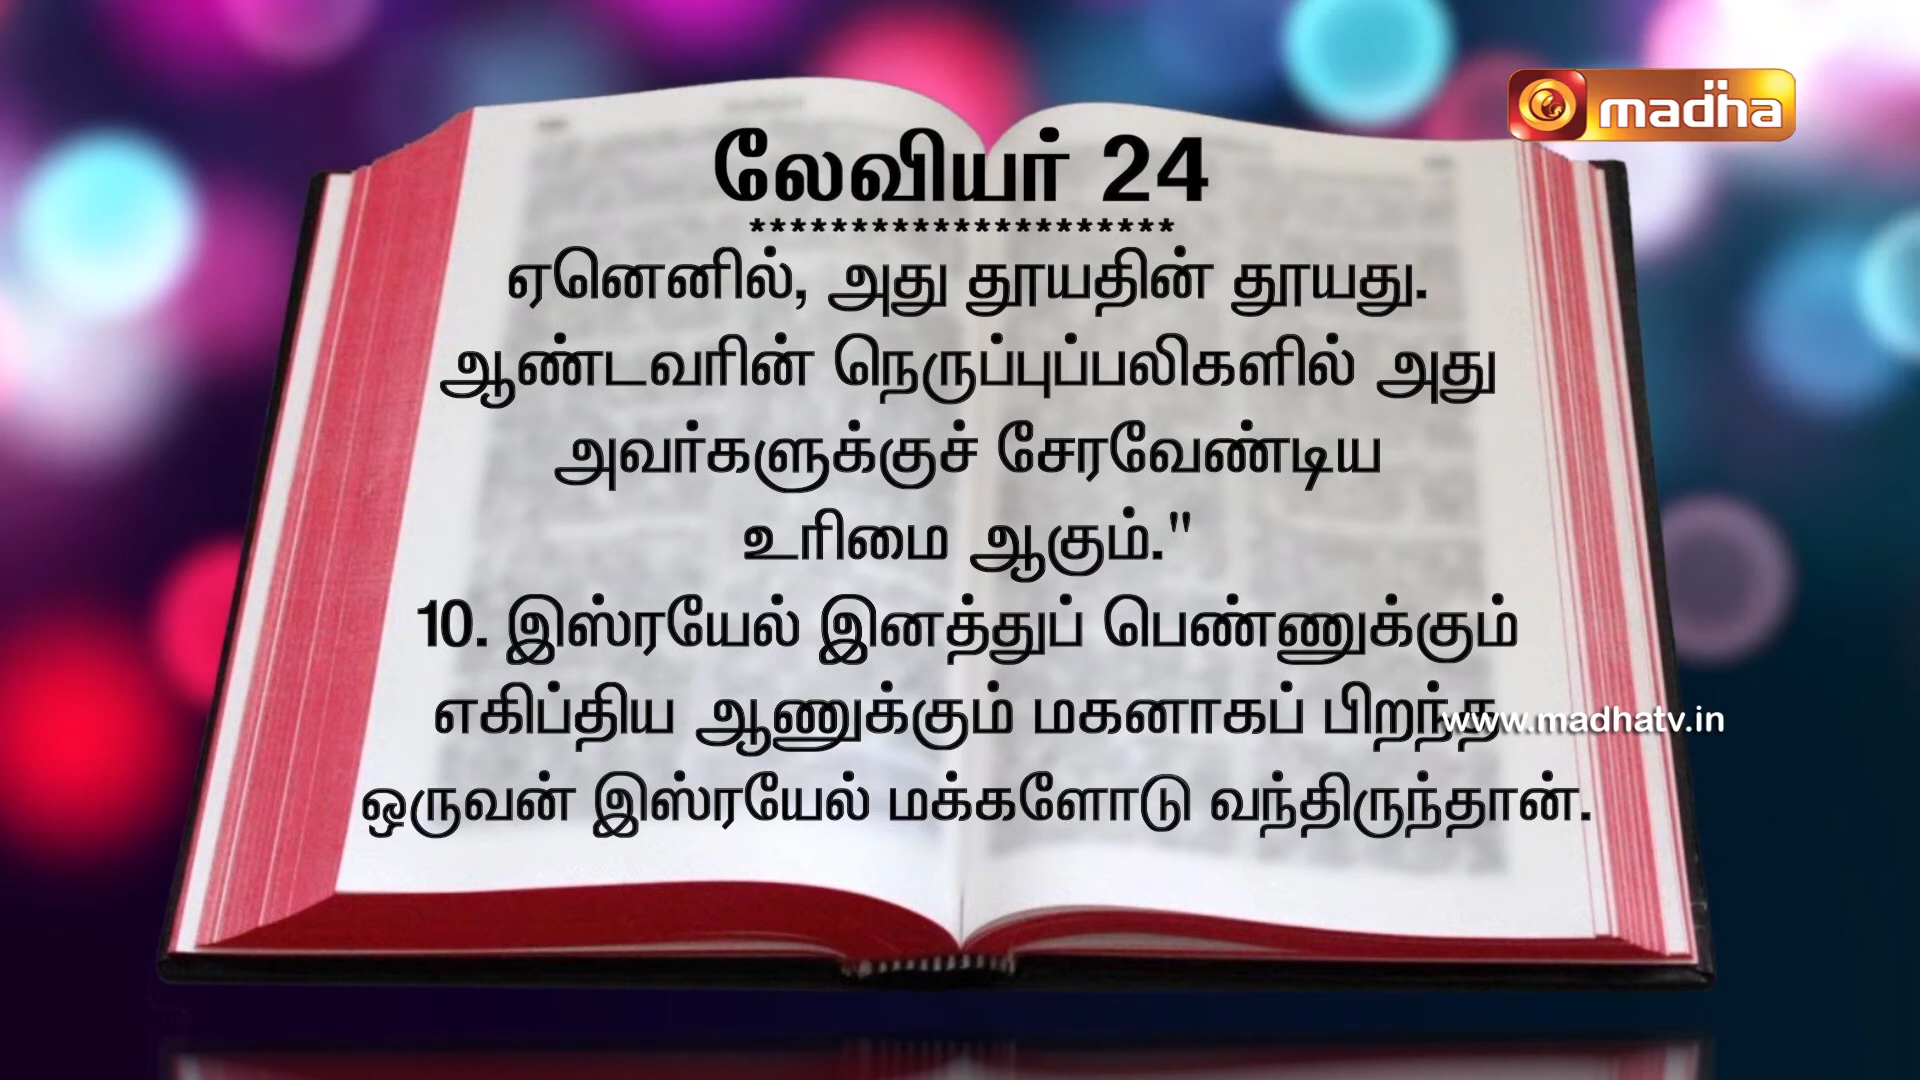 madha
லேவியர் 24
*********************
ஏனெனில், அது தூயதின் தூயது.
ஆண்டவரின் நெருப்புப்பலிகளில் அது
அவர்களுக்குச் சேரவேண்டிய
உரிமை ஆகும்."
10. இஸ்ரயேல் இனத்துப் பெண்ணுக்கும்
எகிப்திய ஆணுக்கும் மகனாகப் பிறந்த
www.madhatv.in
ஒருவன் இஸ்ரயேல் மக்களோடு வந்திருந்தான்.